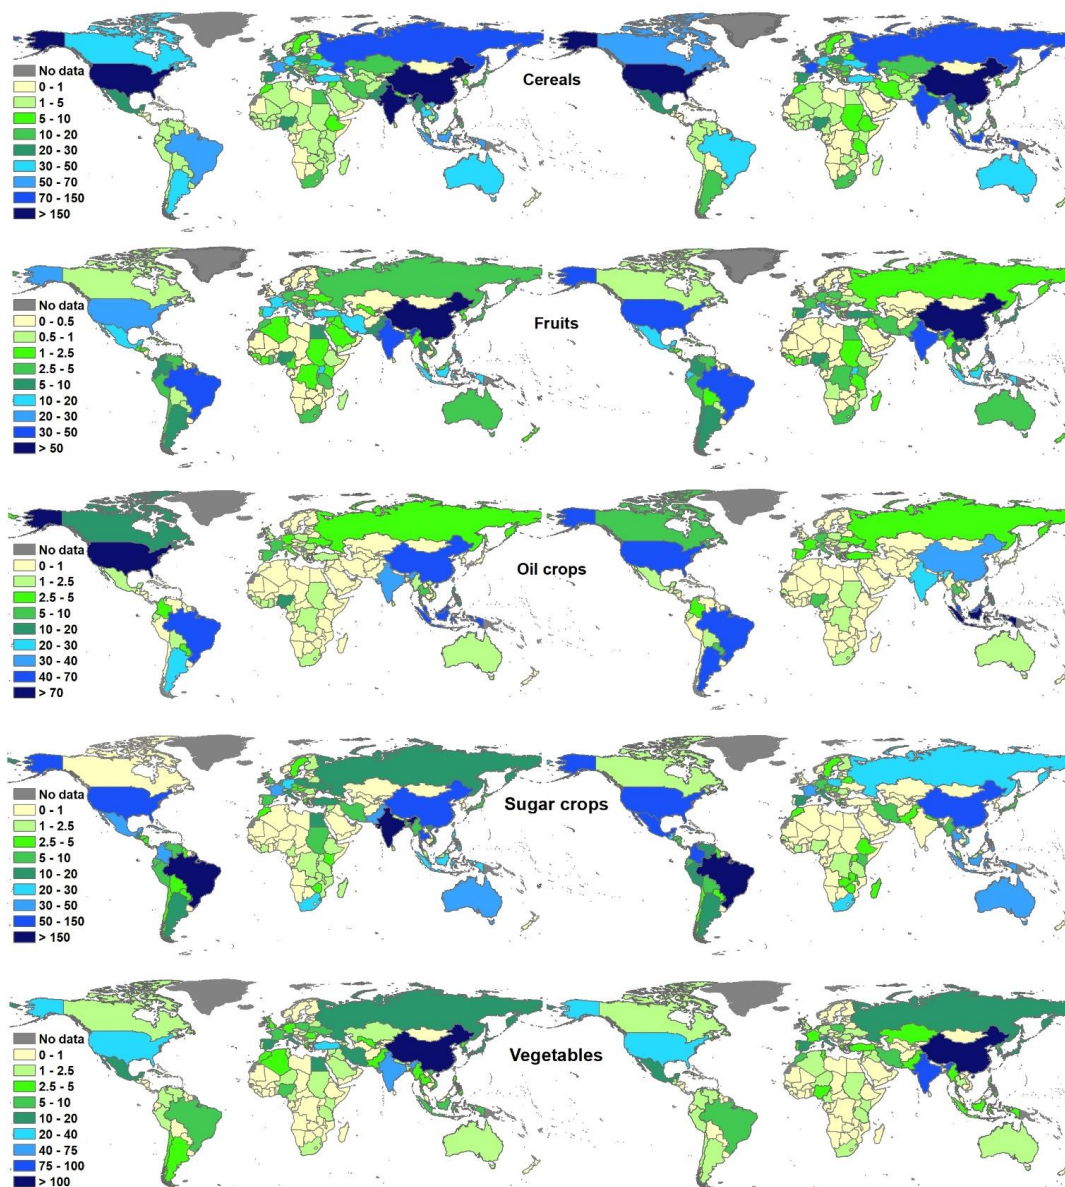 Cereals
No data
0 - 1
1 - 5
5 - 10
10 - 20
20 - 30
30 - 50
50 - 70
70 - 150
> 150
Fruits
No data
0 - 0.5
0.5 - 1
1 - 2.5
2.5 - 5
5 - 10
10 - 20
20 - 30
30 - 50
> 50
Oil crops
No data
0 - 1
1 - 2.5
2.5 - 5
5 - 10
10 - 20
20 - 30
30 - 40
40 - 70
> 70
Sugar crops
No data
0 - 1
1 - 2.5
2.5 - 5
5 - 10
10 - 20
20 - 30
30 - 50
50 - 150
> 150
Vegetables
No data
0 - 1
1 - 2.5
2.5 - 5
5 - 10
10 - 20
20 - 40
40 - 75
75 - 100
> 100